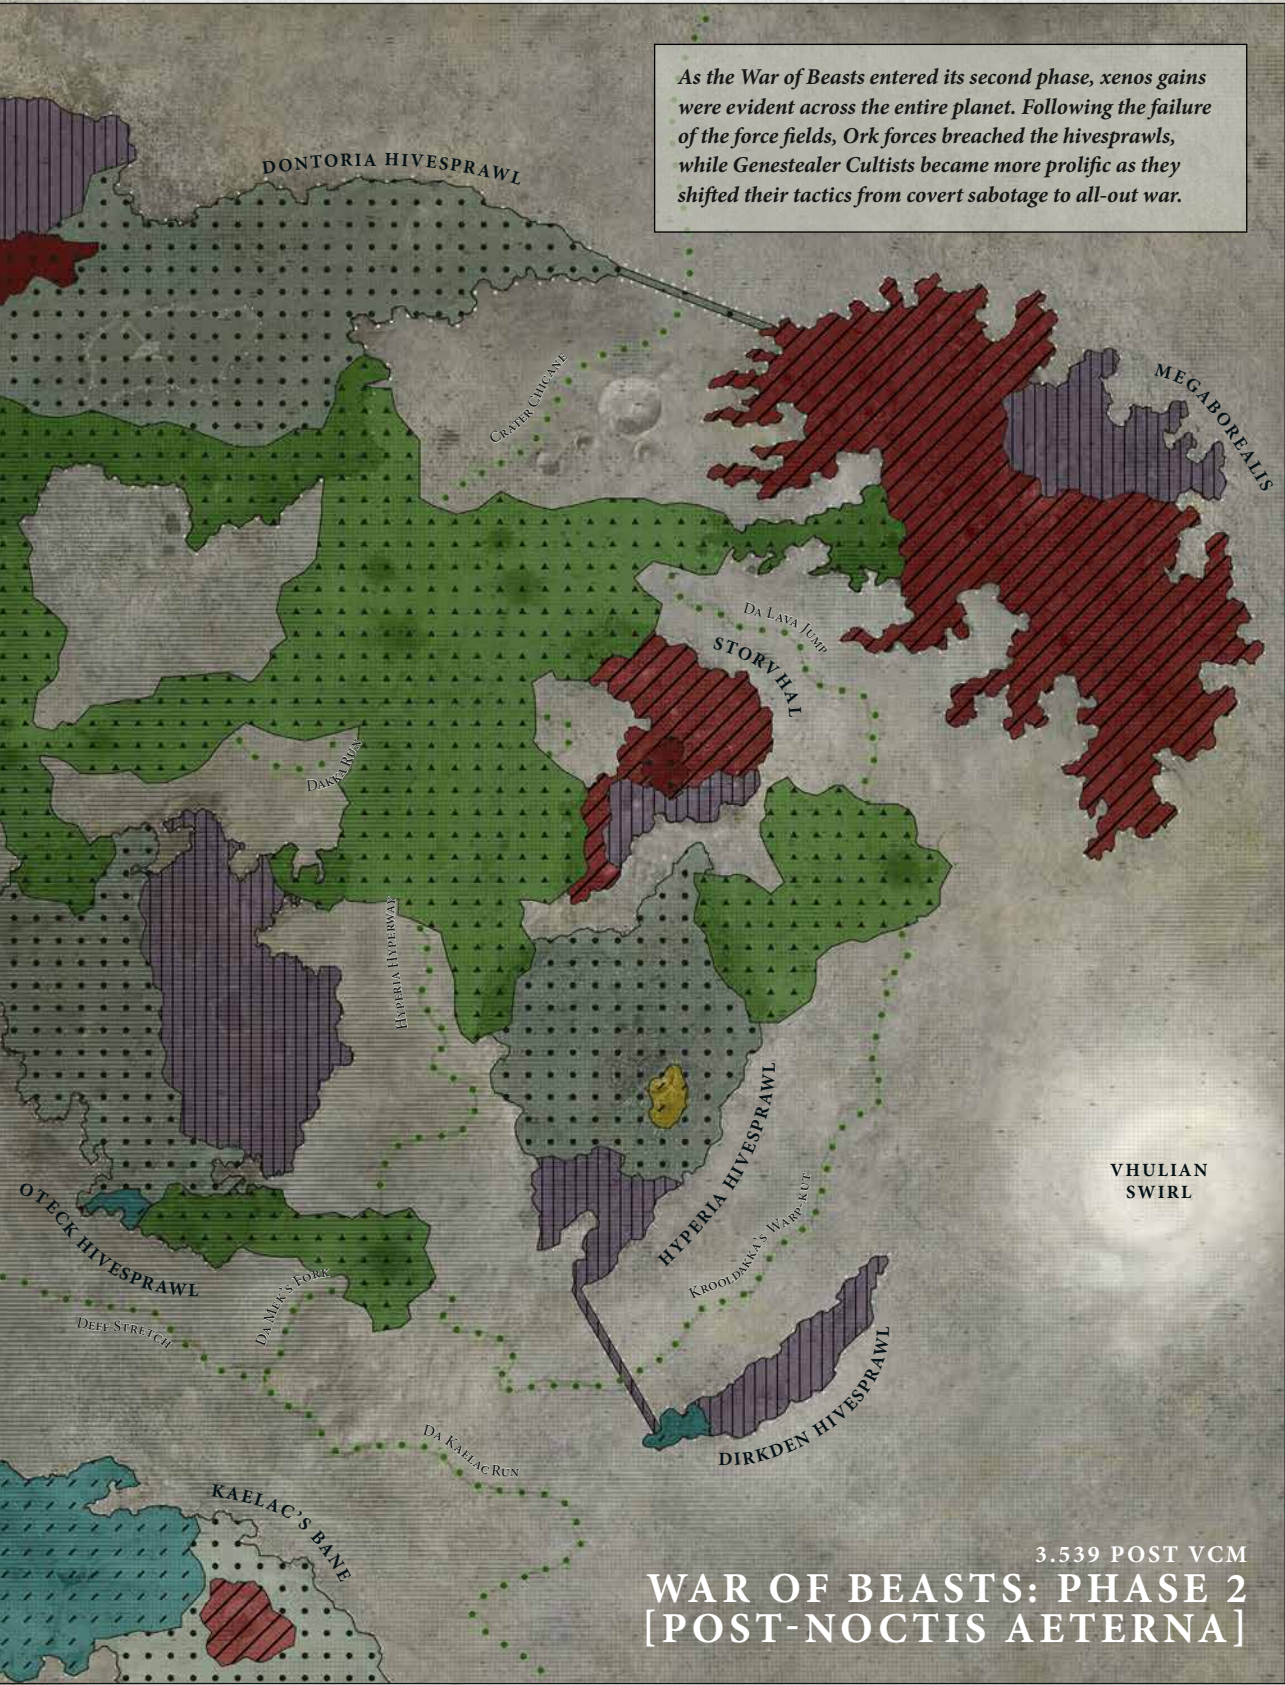 As the War of Beasts entered its second phase, xenos gains
were evident across the entire planet. Following the failure
of the force fields, Ork forces breached the hivesprawls,
while Genestealer Cultists became more prolific as they
shifted their tactics from covert sabotage to all-out war.
DONTORIA HIVESPRAWL
CRATER CHICANE
MEGABOREALIS
DA LAVA JUMP
STORVHAL
DAKKA RUN
HYPERIA HYPERWAY
HYPERIA HIVESPRAWL
VHULIAN
SWIRL
OTECK HIVESPRAWL
KROOLDAKKA'S WARP-KUT
DA MEK'S FORK
DEFF STRETCH
DIRKDEN HIVESPRAWL
DA KAELAC RUN
KAELAC'S BANE
3.539 POST VCM
WAR OF BEASTS: PHASE 2
[POST-NOCTIS AETERNA]